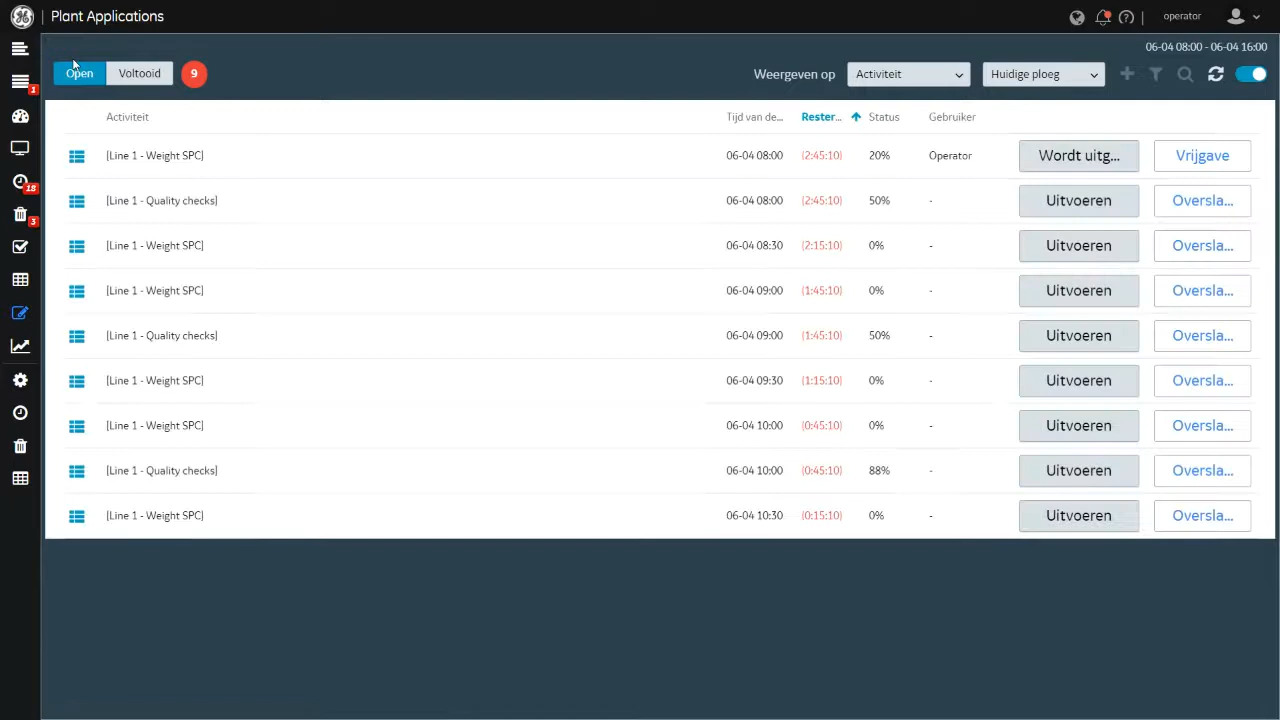 Plant Applications
operator
06-04 08:00 - 06-04 16:00
Open Voltooid 9 Weergeven op Activiteit Huidige ploeg
1
18
3
Activiteit Tijd van de... Rester... Status Gebruiker
[Line 1 - Weight SPC] 06-04 08:00 (2:45:10) 20% Operator Wordt uitg... Vrijgave
[Line 1 - Quality checks] 06-04 08:00 (2:45:10) 50% - Uitvoeren Oversla...
[Line 1 - Weight SPC] 06-04 08:30 (2:15:10) 0% - Uitvoeren Oversla...
[Line 1 - Weight SPC] 06-04 09:00 (1:45:10) 0% - Uitvoeren Oversla...
[Line 1 - Quality checks] 06-04 09:00 (1:45:10) 50% - Uitvoeren Oversla...
[Line 1 - Weight SPC] 06-04 09:30 (1:15:10) 0% - Uitvoeren Oversla...
[Line 1 - Weight SPC] 06-04 10:00 (0:45:10) 0% - Uitvoeren Oversla...
[Line 1 - Quality checks] 06-04 10:00 (0:45:10) 88% - Uitvoeren Oversla...
[Line 1 - Weight SPC] 06-04 10:30 (0:15:10) 0% - Uitvoeren Oversla...